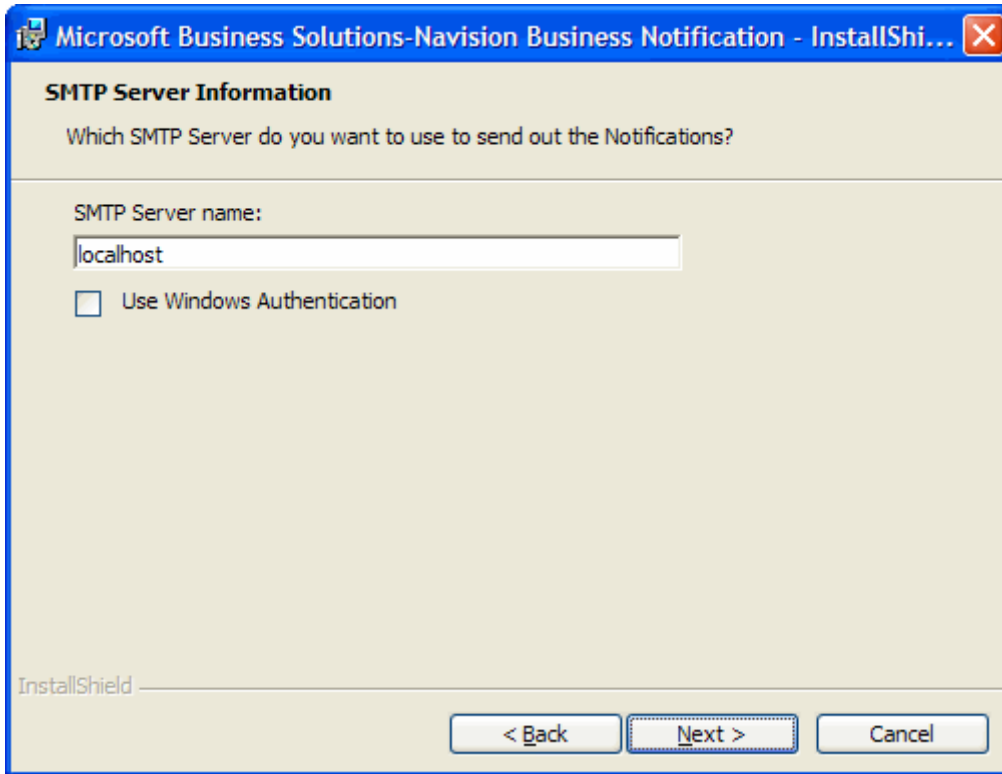 Microsoft Business Solutions-Navision Business Notification - InstallShi...
SMTP Server Information
Which SMTP Server do you want to use to send out the Notifications?
SMTP Server name:
localhost
Use Windows Authentication
InstallShield
< Back Next > Cancel